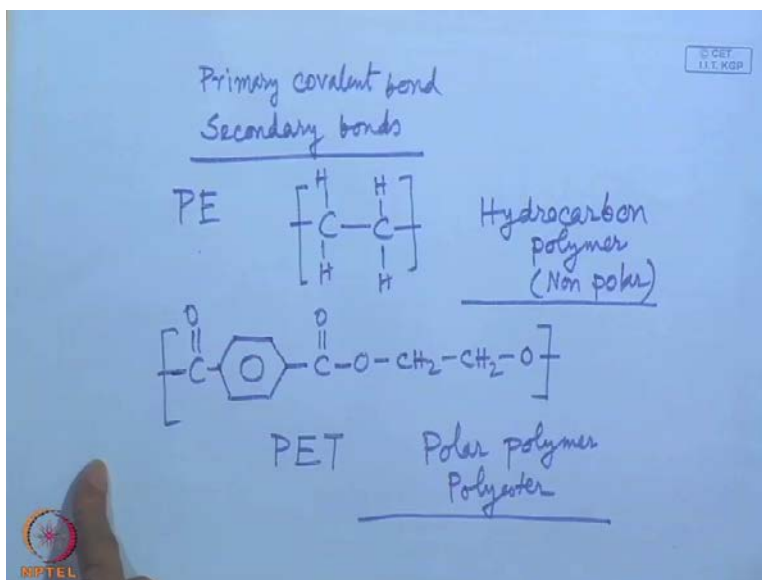 © CET
I.I.T. KGP
Primary covalent bond
Secondary bonds
PE
H H
C-C
H H
Hydrocarbon
polymer
(Non polar)
O O
-C- -C-O-CH2-CH2-O-
PET
Polar polymer
Polyester
NPTEL